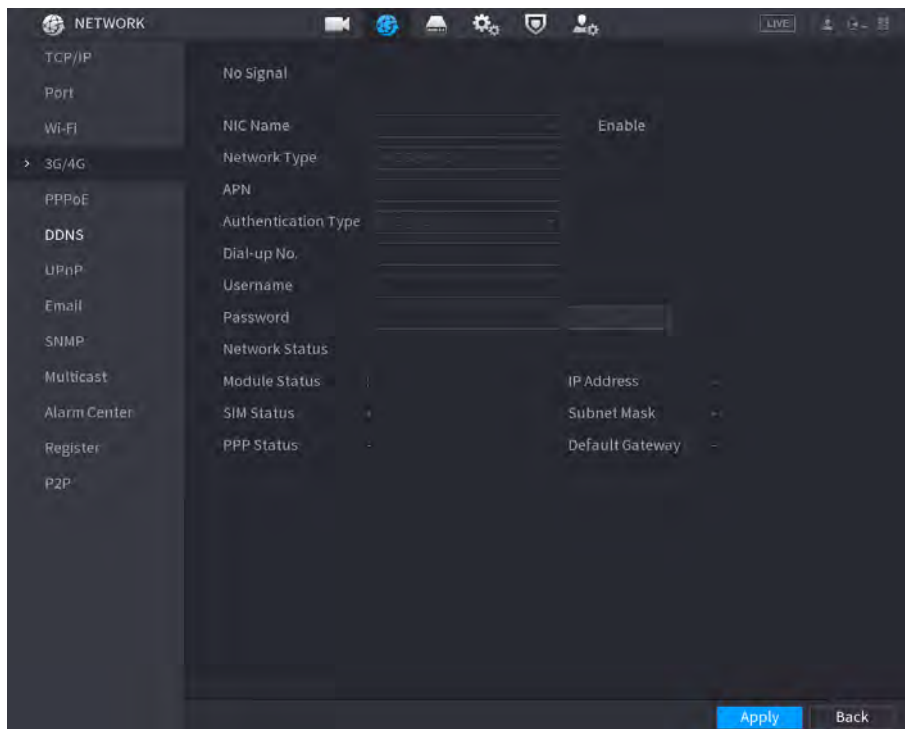 NETWORK
LIVE
TCP/IP
Port
Wi-Fi
3G/4G
PPPoE
DDNS
UPnP
Email
SNMP
Multicast
Alarm Center
Register
P2P
No Signal
NIC Name
Enable
Network Type
APN
Authentication Type
Dial-up No.
Username
Password
Network Status
Module Status
IP Address -
SIM Status -
Subnet Mask -
PPP Status -
Default Gateway -
Apply
Back